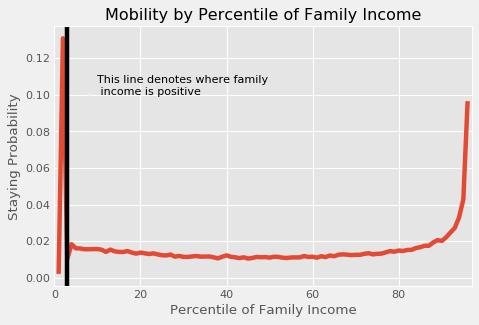 Mobility by Percentile of Family Income
0.12
0.10
0.08
0.06
0.04
0.02
0.00
Staying Probability
This line denotes where family
income is positive
0 20 40 60 80
Percentile of Family Income